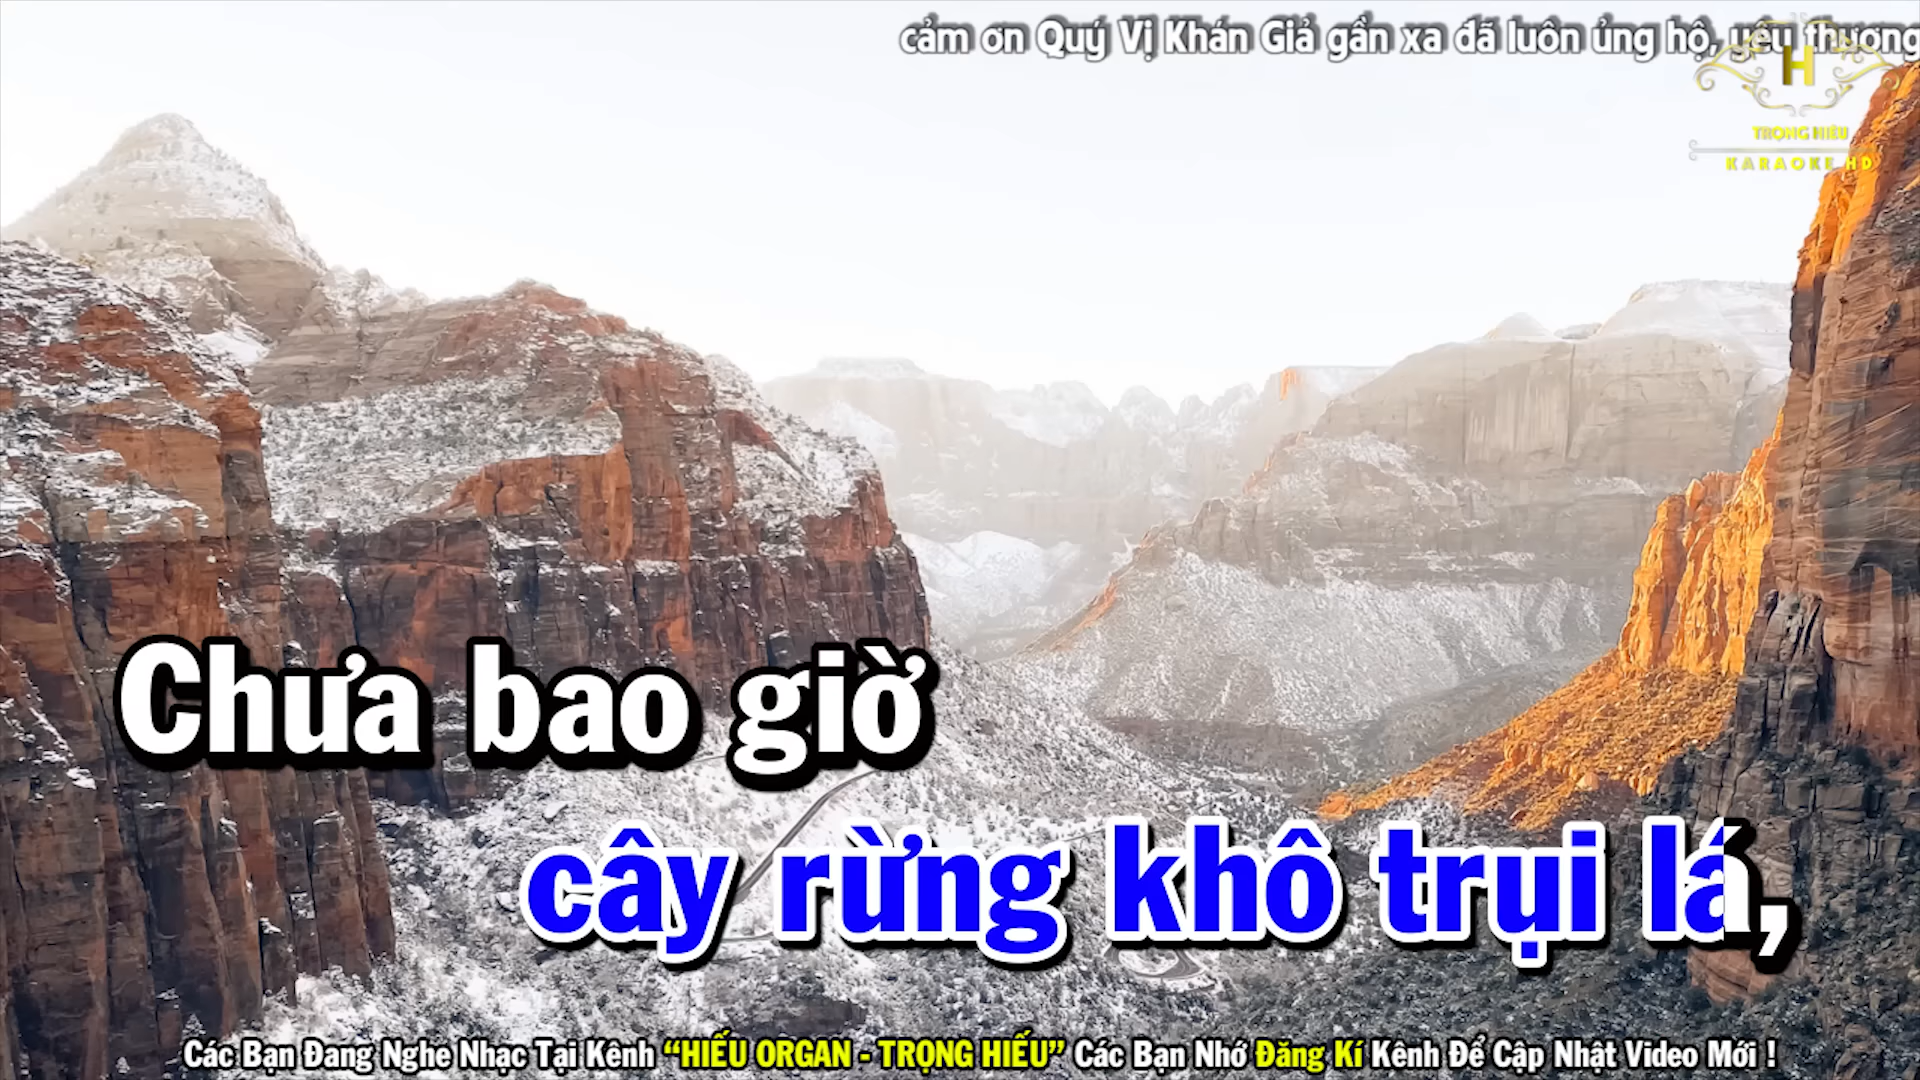 cảm ơn Quý Vị Khán Giả gần xa đã luôn ủng hộ, yêu thương
H
TRỌNG HIẾU
KARAOKE HD
Chưa bao giờ
cây rừng khô trụi lá,
Các Bạn Đang Nghe Nhạc Tại Kênh “HIẾU ORGAN - TRỌNG HIẾU” Các Bạn Nhớ Đăng Kí Kênh Để Cập Nhật Video Mới !